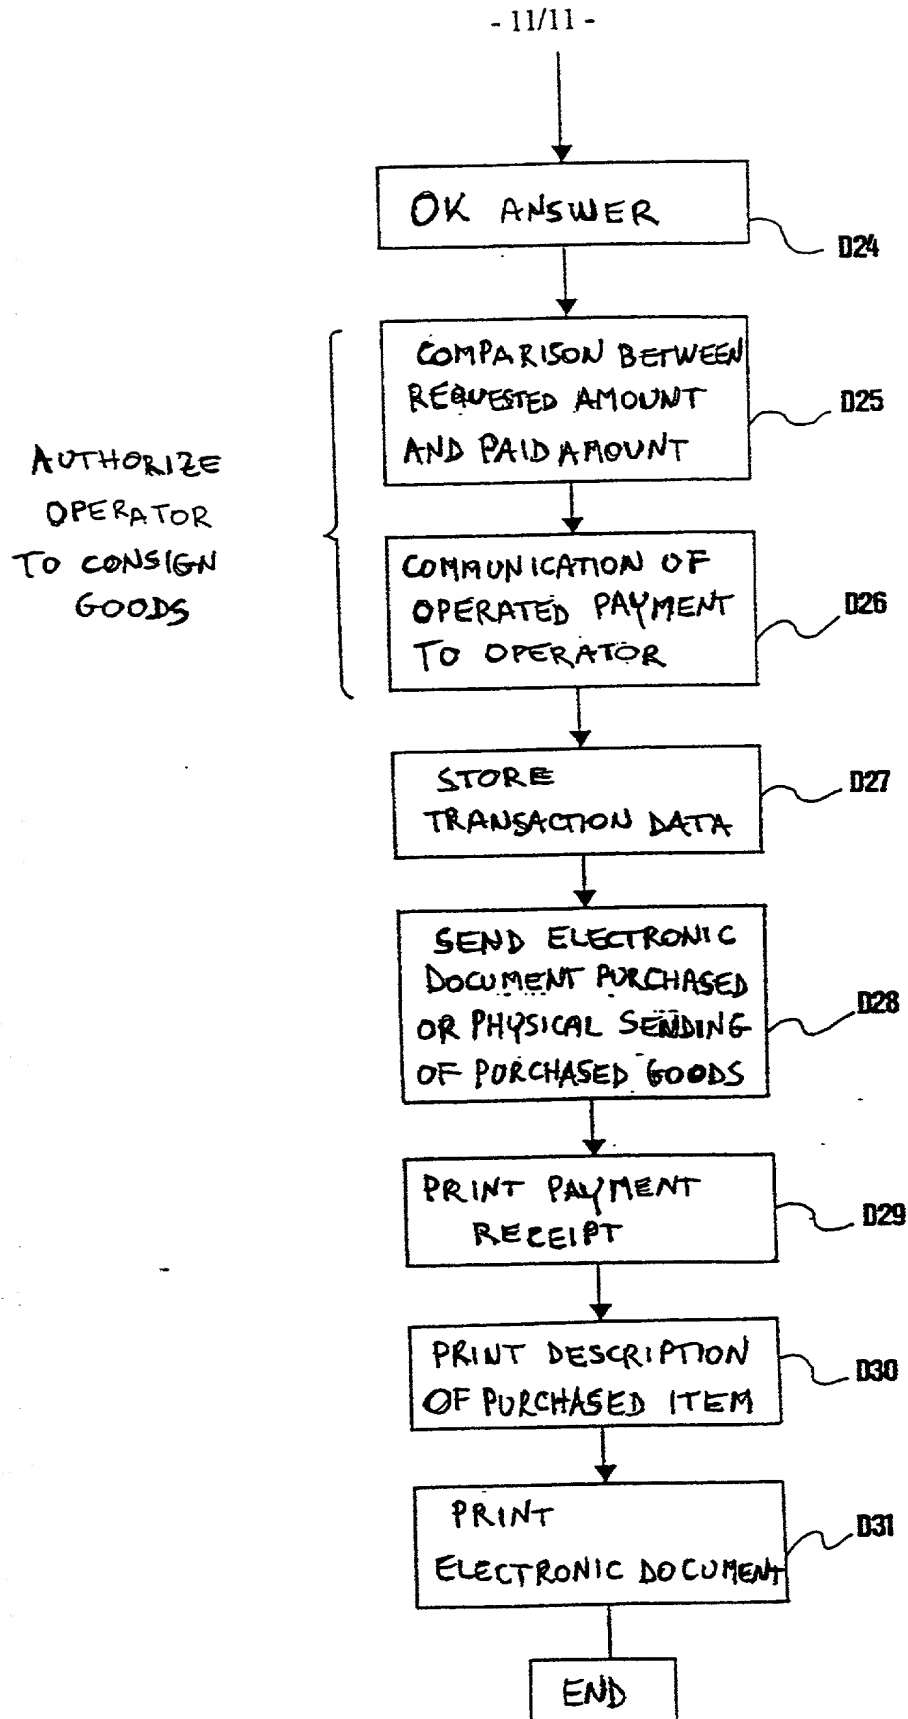 - 11/11 -
OK ANSWER
D24
COMPARISON BETWEEN
REQUESTED AMOUNT
AND PAID AMOUNT
D25
AUTHORIZE
OPERATOR
TO CONSIGN
GOODS
COMMUNICATION OF
OPERATED PAYMENT
TO OPERATOR
D26
STORE
TRANSACTION DATA
D27
SEND ELECTRONIC
DOCUMENT PURCHASED
OR PHYSICAL SENDING
OF PURCHASED GOODS
D28
PRINT PAYMENT
RECEIPT
D29
PRINT DESCRIPTION
OF PURCHASED ITEM
D30
PRINT
ELECTRONIC DOCUMENT
D31
END